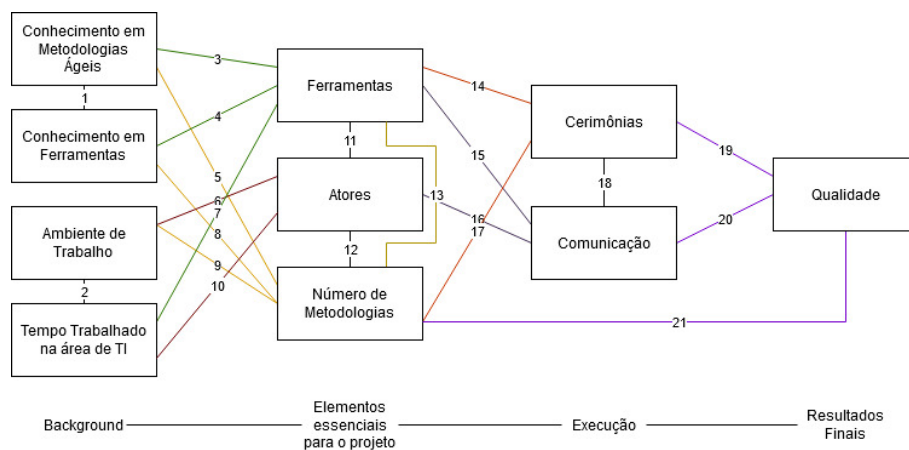 Conhecimento em
Metodologias
Ágeis
1
Conhecimento em
Ferramentas
Ambiente de
Trabalho
2
Tempo Trabalhado
na área de TI
3
4
5
6
7
8
9
10
Ferramentas
11
Atores
12
Número de
Metodologias
13
14
15
16
17
Cerimônias
18
Comunicação
19
20
21
Qualidade
Background
Elementos
essenciais
para o projeto
Execução
Resultados
Finais